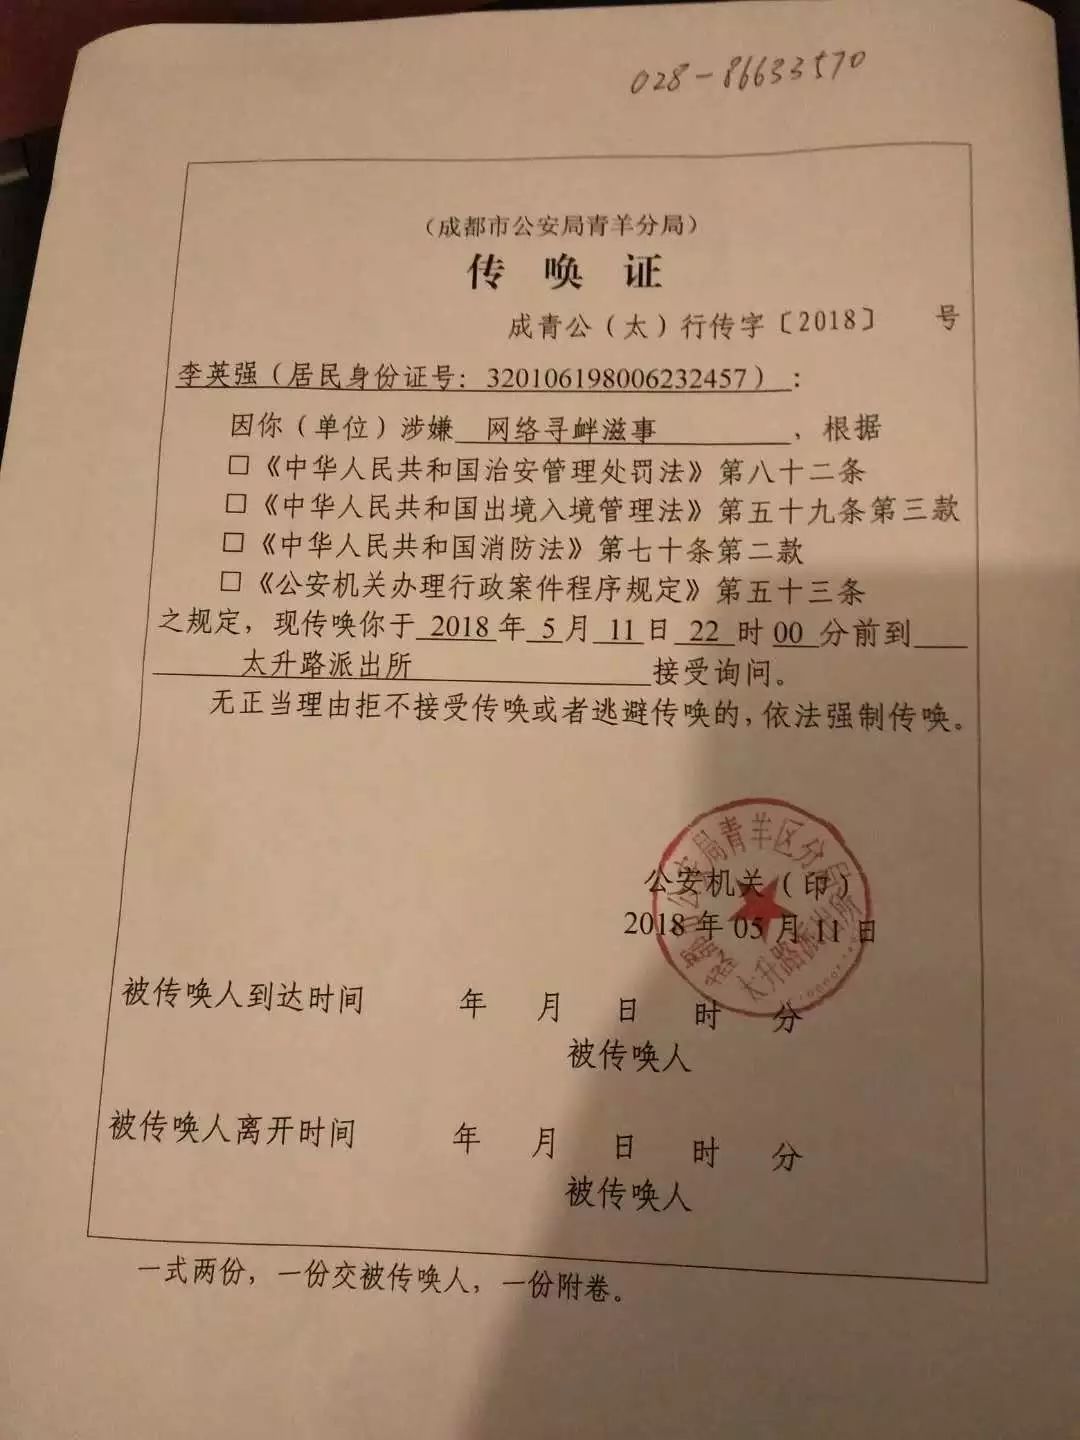 028-86633570
（成都市公安局青羊分局）
传 唤 证
成青公（太）行传字〔2018〕 号
李英强（居民身份证号：320106198006232457）：
因你（单位）涉嫌 网络寻衅滋事 ，根据
□《中华人民共和国治安管理处罚法》第八十二条
□《中华人民共和国出境入境管理法》第五十九条第三款
□《中华人民共和国消防法》第七十条第二款
□《公安机关办理行政案件程序规定》第五十三条
之规定，现传唤你于 2018 年 5 月 11 日 22 时 00 分前到
太升路派出所 接受询问。
无正当理由拒不接受传唤或者逃避传唤的，依法强制传唤。
公安局青羊区分局
太升路派出所
公安机关（印）
2018 年 05 月 11 日
被传唤人到达时间 年 月 日 时 分
被传唤人
被传唤人离开时间 年 月 日 时 分
被传唤人
一式两份，一份交被传唤人，一份附卷。